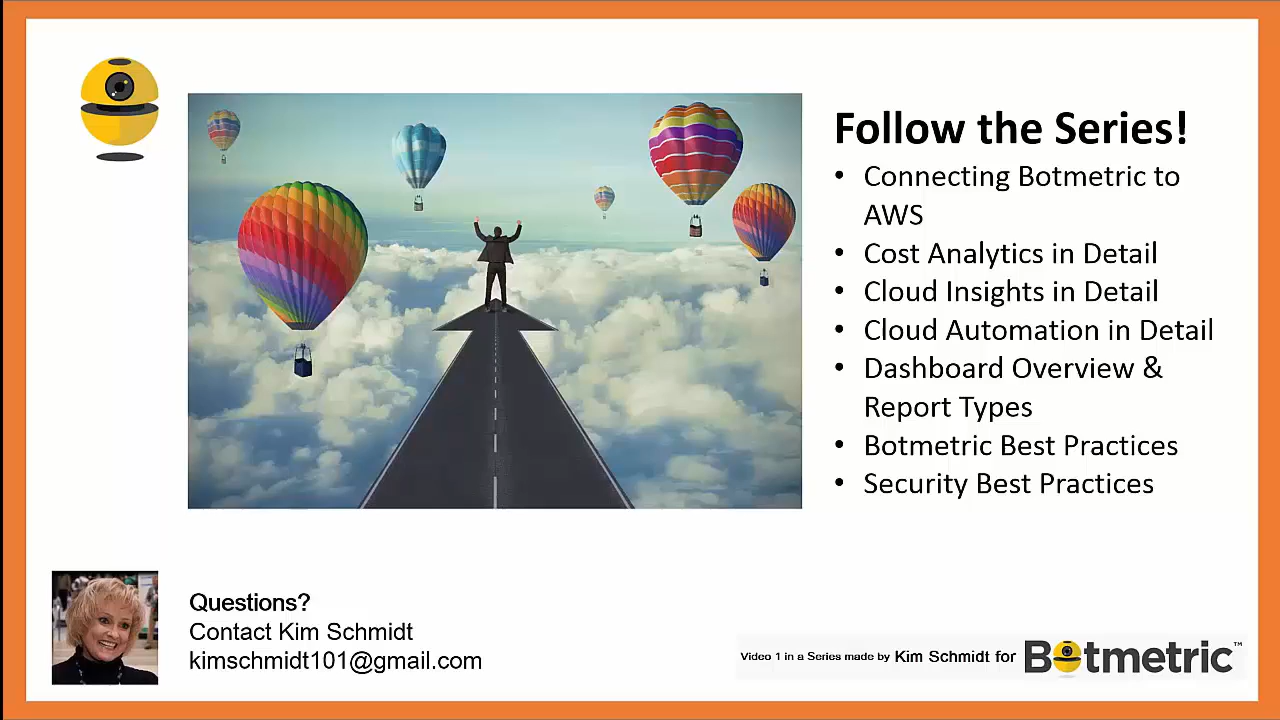 Follow the Series!
• Connecting Botmetric to
AWS
• Cost Analytics in Detail
• Cloud Insights in Detail
• Cloud Automation in Detail
• Dashboard Overview &
Report Types
• Botmetric Best Practices
• Security Best Practices
Questions?
Contact Kim Schmidt
kimschmidt101@gmail.com
Video 1 in a Series made by Kim Schmidt for Botmetric™